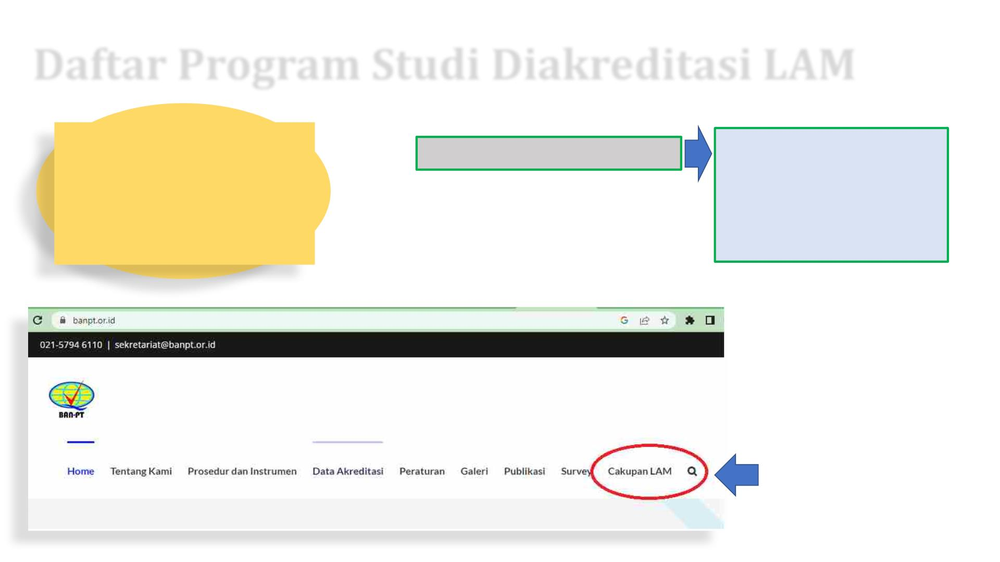 Daftar Program Studi Diakreditasi LAM
banpt.or.id
021-5794 6110 | sekretariat@banpt.or.id
BAN-PT
Home Tentang Kami Prosedur dan Instrumen Data Akreditasi Peraturan Galeri Publikasi Survey Cakupan LAM